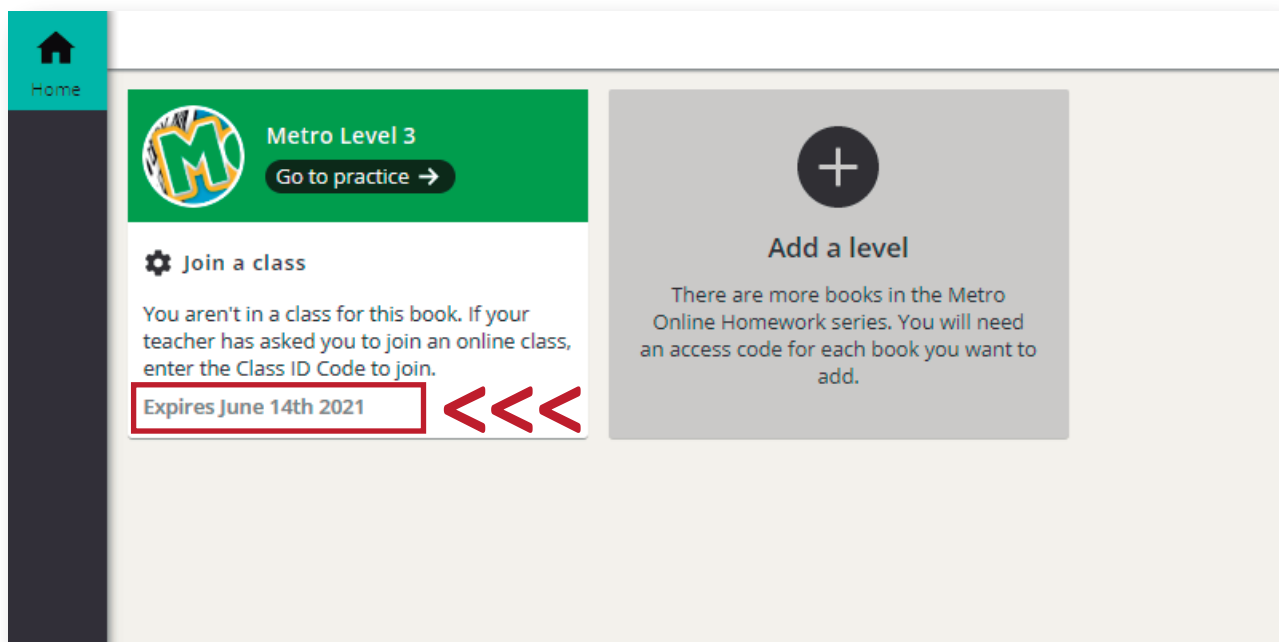 Home
Metro Level 3
Go to practice →
Join a class
You aren't in a class for this book. If your
teacher has asked you to join an online class,
enter the Class ID Code to join.
Expires June 14th 2021
<<<
Add a level
There are more books in the Metro
Online Homework series. You will need
an access code for each book you want to
add.